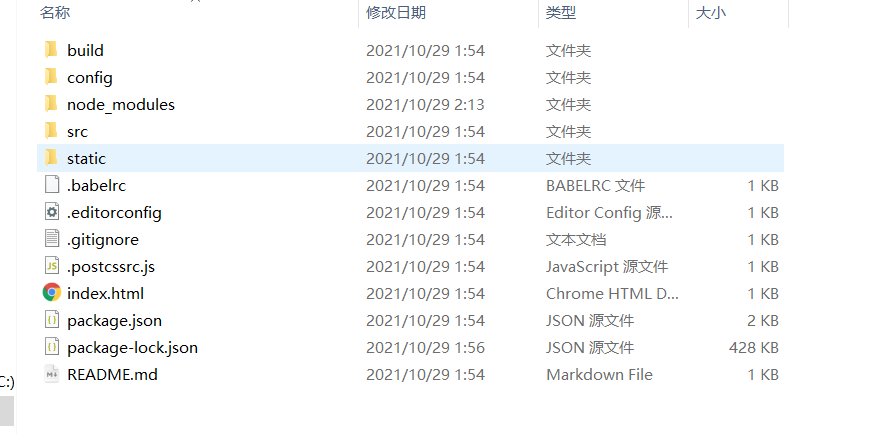 名称 修改日期 类型 大小
build 2021/10/29 1:54 文件夹
config 2021/10/29 1:54 文件夹
node_modules 2021/10/29 2:13 文件夹
src 2021/10/29 1:54 文件夹
static 2021/10/29 1:54 文件夹
.babelrc 2021/10/29 1:54 BABELRC 文件 1 KB
.editorconfig 2021/10/29 1:54 Editor Config 源... 1 KB
.gitignore 2021/10/29 1:54 文本文档 1 KB
.postcssrc.js 2021/10/29 1:54 JavaScript 源文件 1 KB
index.html 2021/10/29 1:54 Chrome HTML D... 1 KB
package.json 2021/10/29 1:54 JSON 源文件 2 KB
package-lock.json 2021/10/29 1:56 JSON 源文件 428 KB
C:)
README.md 2021/10/29 1:54 Markdown File 1 KB